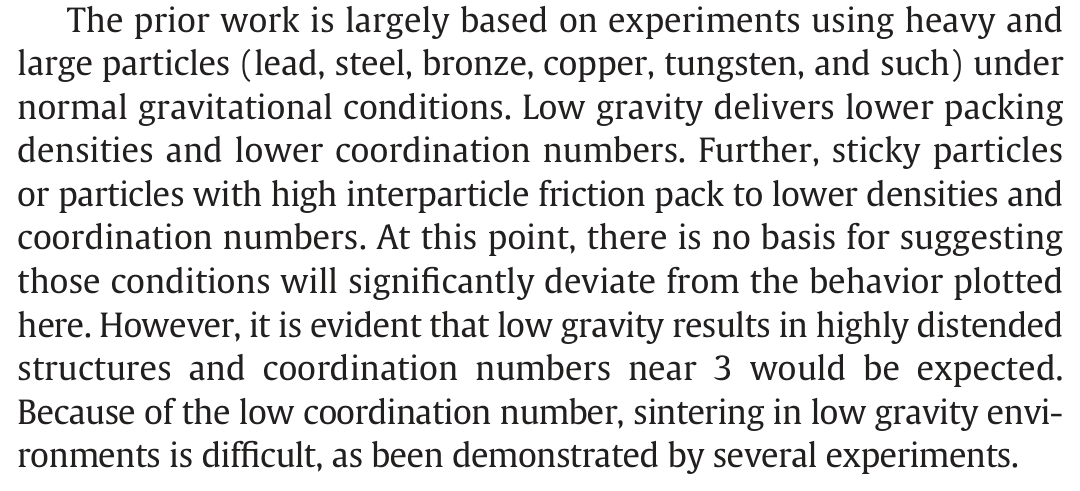 The prior work is largely based on experiments using heavy and
large particles (lead, steel, bronze, copper, tungsten, and such) under
normal gravitational conditions. Low gravity delivers lower packing
densities and lower coordination numbers. Further, sticky particles
or particles with high interparticle friction pack to lower densities and
coordination numbers. At this point, there is no basis for suggesting
those conditions will significantly deviate from the behavior plotted
here. However, it is evident that low gravity results in highly distended
structures and coordination numbers near 3 would be expected.
Because of the low coordination number, sintering in low gravity envi-
ronments is difficult, as been demonstrated by several experiments.